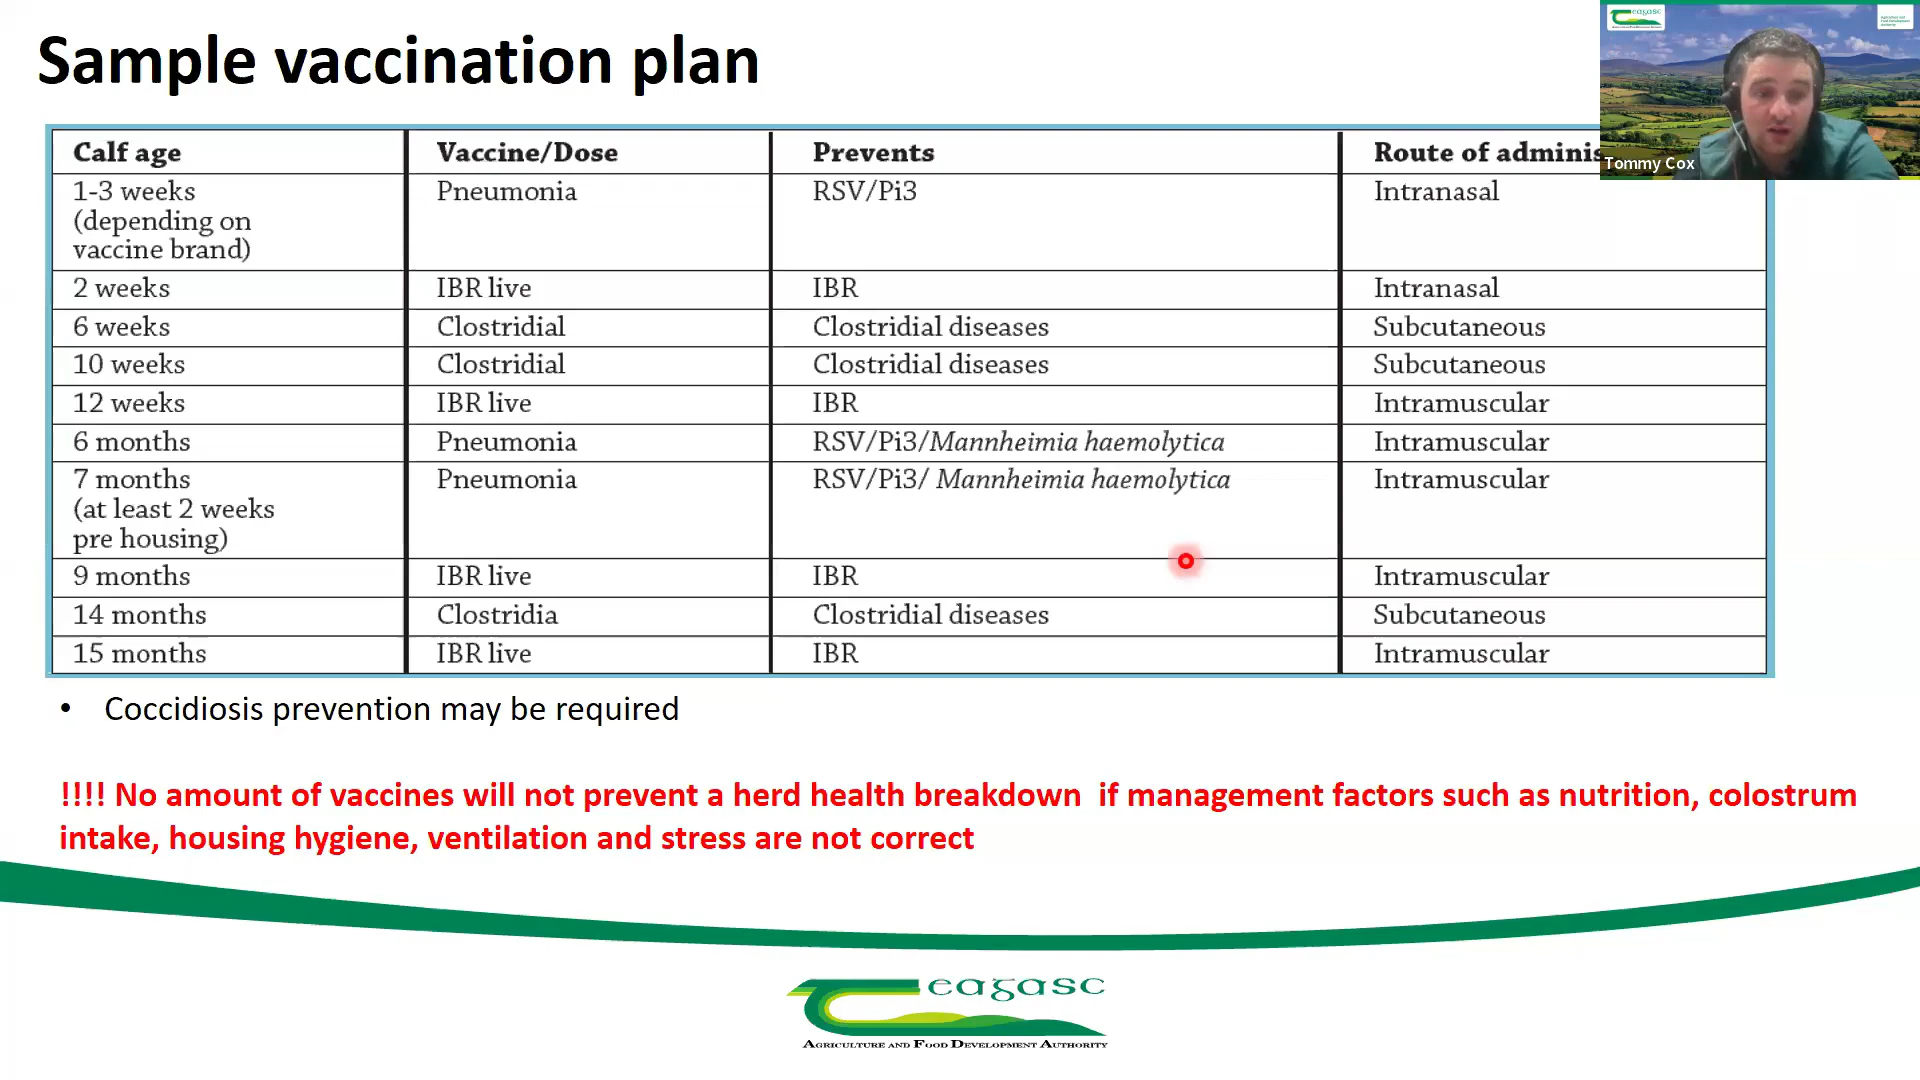 Sample vaccination plan
Calf age Vaccine/Dose Prevents Route of adminis
1-3 weeks Pneumonia RSV/Pi3 Intranasal
(depending on
vaccine brand)
2 weeks IBR live IBR Intranasal
6 weeks Clostridial Clostridial diseases Subcutaneous
10 weeks Clostridial Clostridial diseases Subcutaneous
12 weeks IBR live IBR Intramuscular
6 months Pneumonia RSV/Pi3/Mannheimia haemolytica Intramuscular
7 months Pneumonia RSV/Pi3/ Mannheimia haemolytica Intramuscular
(at least 2 weeks
pre housing)
9 months IBR live IBR Intramuscular
14 months Clostridia Clostridial diseases Subcutaneous
15 months IBR live IBR Intramuscular
• Coccidiosis prevention may be required
!!!! No amount of vaccines will not prevent a herd health breakdown if management factors such as nutrition, colostrum
intake, housing hygiene, ventilation and stress are not correct
Teagasc
Agriculture and Food Development Authority
Teagasc
Tommy Cox